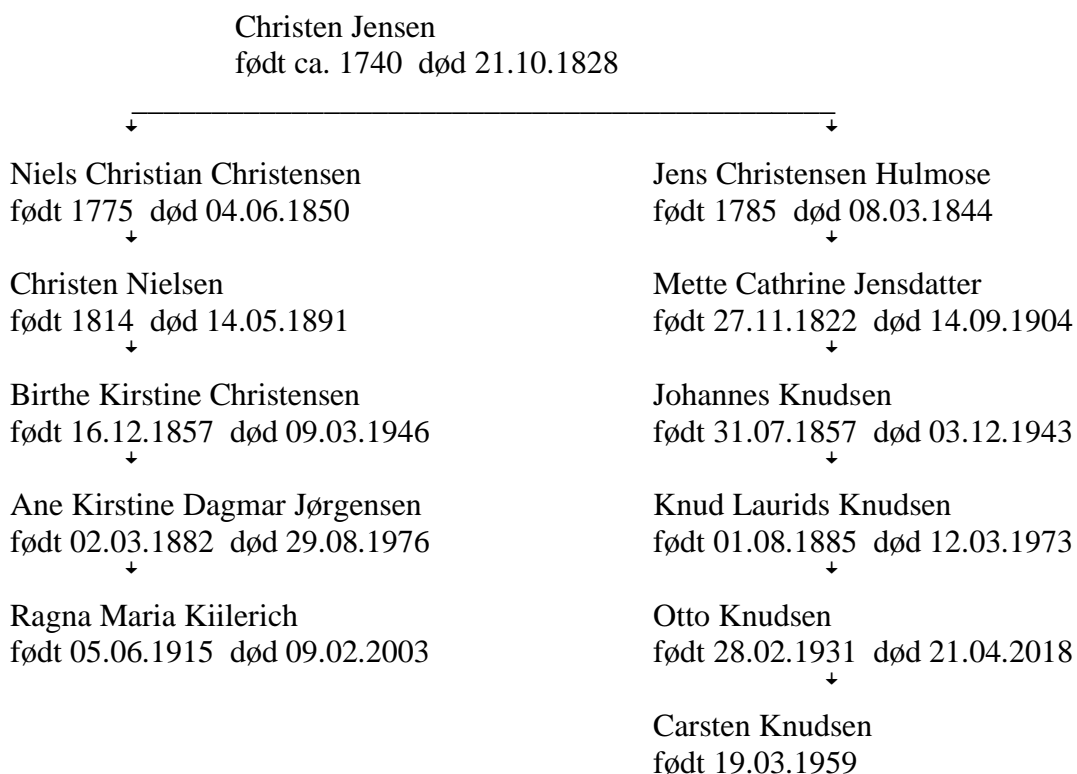 Christen Jensen
født ca. 1740 død 21.10.1828
Niels Christian Christensen
født 1775 død 04.06.1850
Christen Nielsen
født 1814 død 14.05.1891
Birthe Kirstine Christensen
født 16.12.1857 død 09.03.1946
Ane Kirstine Dagmar Jørgensen
født 02.03.1882 død 29.08.1976
Ragna Maria Kiilerich
født 05.06.1915 død 09.02.2003
Jens Christensen Hulmose
født 1785 død 08.03.1844
Mette Cathrine Jensdatter
født 27.11.1822 død 14.09.1904
Johannes Knudsen
født 31.07.1857 død 03.12.1943
Knud Laurids Knudsen
født 01.08.1885 død 12.03.1973
Otto Knudsen
født 28.02.1931 død 21.04.2018
Carsten Knudsen
født 19.03.1959